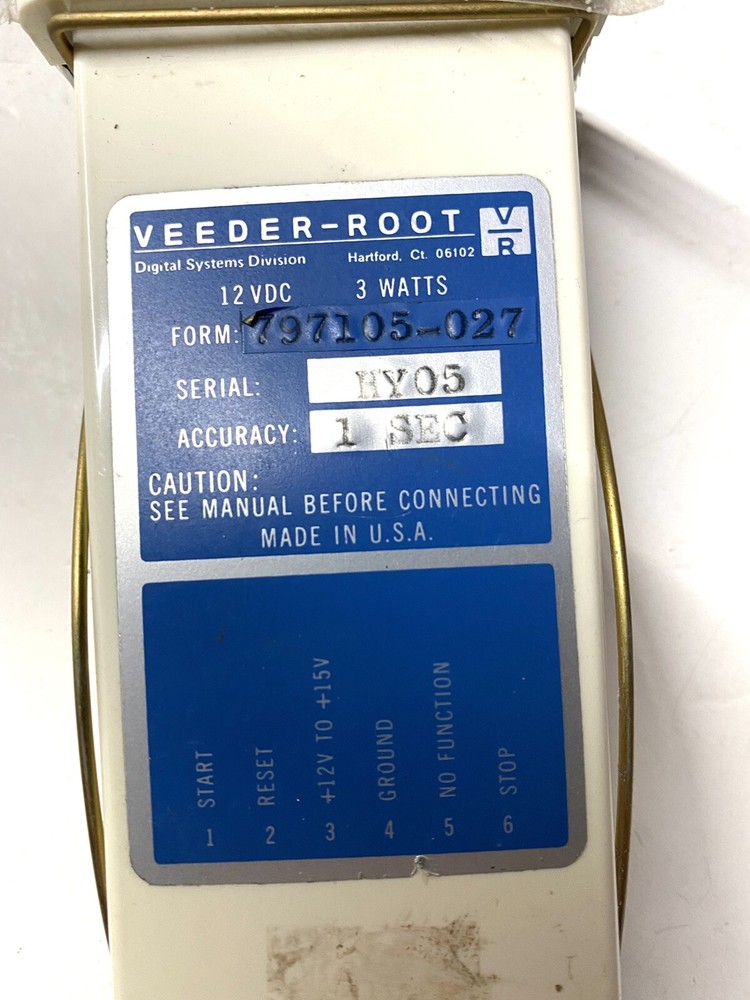 VEEDER-ROOT V/R
Digital Systems Division Hartford, Ct. 06102
12 VDC 3 WATTS
FORM: 797105-027
SERIAL: HY05
ACCURACY: 1 SEC
CAUTION:
SEE MANUAL BEFORE CONNECTING
MADE IN U.S.A.
START 1
RESET 2
+12V TO +15V 3
GROUND 4
NO FUNCTION 5
STOP 6